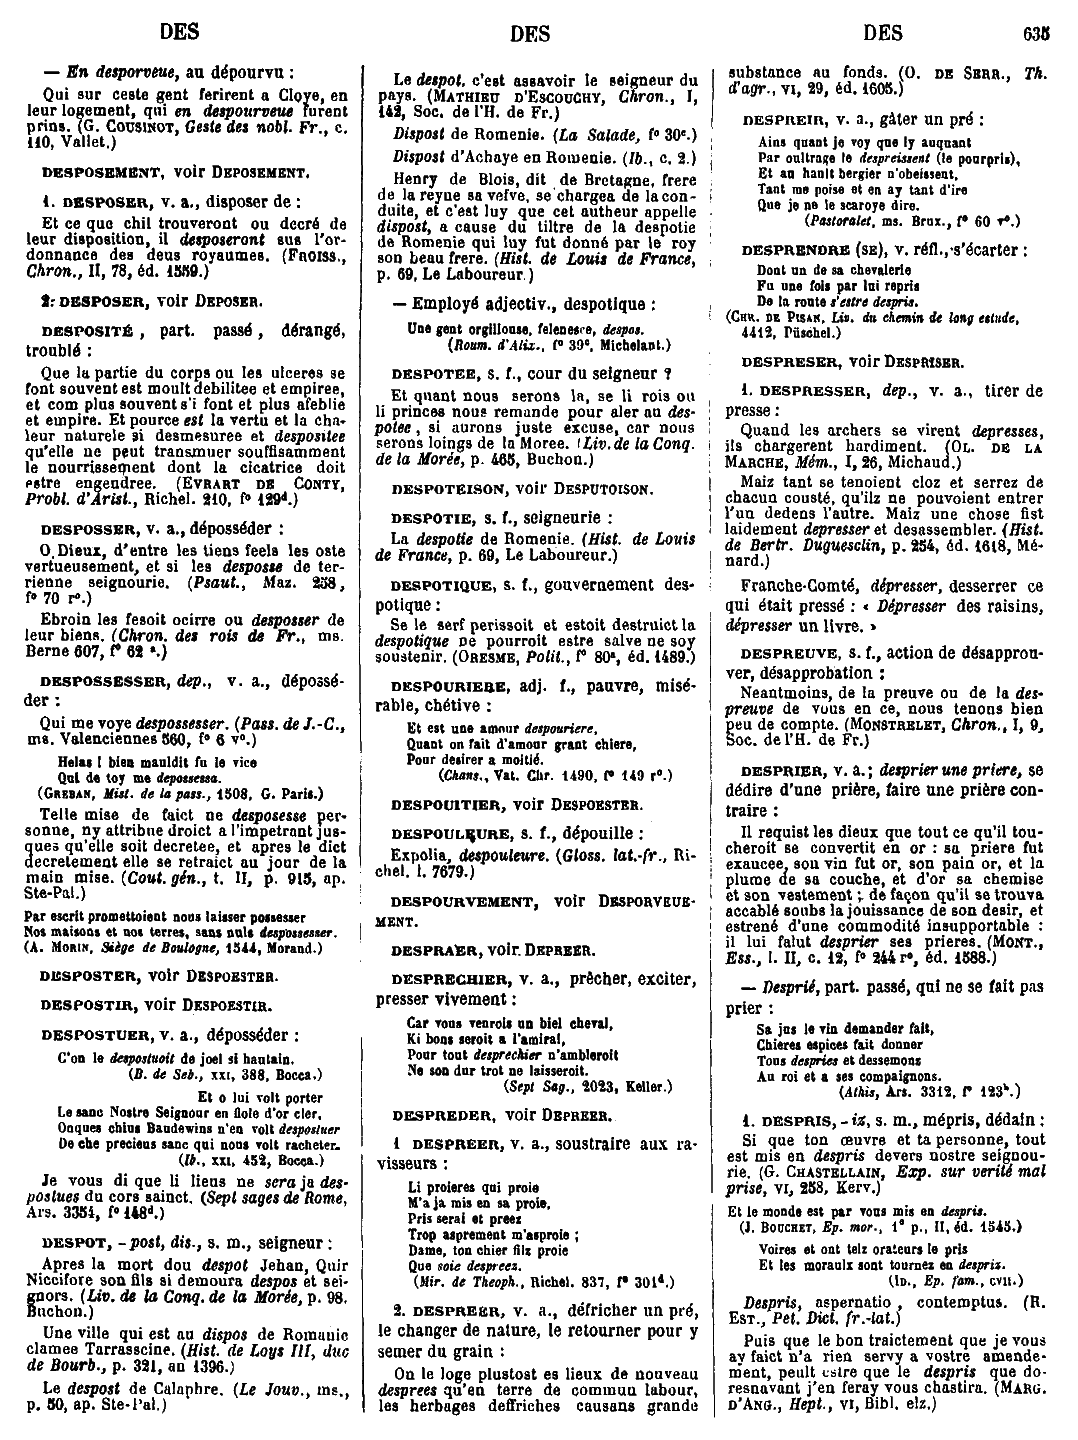 DES
DES
DES
635
— En desporveue, au dépourvu :
Qui sur ceste gent ferirent a Cloye, en
leur logement, qui en despourveue furent
prins. (G. COUSINOT, Geste des nobl. Fr., c.
110, Vallet.)
DESPOSEMENT, voir DEPOSEMENT.
1. DESPOSER, v. a., disposer de :
Et ce que chil trouveront ou decré de
leur disposition, il desposeront sus l'or-
donnance des deus royaumes. (FROISS.,
Chron., II, 78, éd. 1559.)
2. DESPOSER, voir DEPOSER.
DESPOSITÉ, part. passé, dérangé,
troublé :
Que la partie du corps ou les ulceres se
font souvent est moult debilitee et empiree,
et com plus souvent s'i font et plus afeblie
et empire. Et pource est la vertu et la cha-
leur naturele si desmesuree et despositee
qu'elle ne peut transmuer souffisamment
le nourrissement dont la cicatrice doit
estre engendree. (EVRART DE CONTY,
Probl. d'Arist., Richel. 210, f° 129d.)
DESPOSSER, v. a., déposséder :
O Dieux, d'entre les tiens feels les oste
vertueusement, et si les desposse de ter-
rienne seignourie. (Psaut., Maz. 258,
f° 70 r°.)
Ebroin les fesoit ocirre ou desposser de
leur biens. (Chron. des rois de Fr., ms.
Berne 607, f° 62 a.)
DESPOSSESSER, dep., v. a., dépossé-
der :
Qui me voye despossesser. (Pass. de J.-C.,
ms. Valenciennes 560, f° 6 v°.)
Helas ! bien mauldit fu le vice
Qui de toy me depossessa.
(GREBAN, Mist. de la pass., 1508, G. Paris.)
Telle mise de faict ne desposesse per-
sonne, ny attribue droict a l'impetrant jus-
ques qu'elle soit decretee, et apres le dict
decretement elle se retraict au jour de la
main mise. (Cout. gén., t. II, p. 915, ap.
Ste-Pal.)
Par escrit promettoient nous laisser possesser
Nos maisons et nos terres, sans nuls despossesser.
(A. MORIN, Siège de Boulogne, 1544, Morand.)
DESPOSTER, voir DESPOESTER.
DESPOSTIR, voir DESPOESTIR.
DESPOSTUER, v. a., déposséder :
C'on le despostuoit de joel si hautain.
(B. de Seb., XXI, 388, Bocca.)
Et o lui volt porter
Le sanc Nostre Seignour en fiole d'or cler,
Onques chius Baudewins n'en volt despostuer
De che precieus sanc qui nous volt racheter.
(Ib., XXI, 452, Bocca.)
Je vous di que li liens ne sera ja des-
postues du cors sainct. (Sept sages de Rome,
Ars. 3354, f° 148d.)
DESPOT, -post, dis., s. m., seigneur :
Apres la mort dou despot Jehan, Quir
Niccifore son fils si demoura despos et sei-
gnors. (Liv. de la Conq. de la Morée, p. 98.
Buchon.)
Une ville qui est au dispos de Romanie
clamee Tarrasscine. (Hist. de Loys III, duc
de Bourb., p. 321, an 1396.)
Le despost de Calaphre. (Le Jouv., ms.,
p. 50, ap. Ste-Pal.)
Le despot, c'est assavoir le seigneur du
pays. (MATHIEU D'ESCOUCHY, Chron., I,
142, Soc. de l'H. de Fr.)
Dispost de Romenie. (La Salade, f° 30c.)
Dispost d'Achaye en Romenie. (Ib., c. 2.)
Henry de Blois, dit de Bretagne, frere
de la reyne sa vefve, se chargea de la con-
duite, et c'est luy que cet autheur appelle
dispost, a cause du tiltre de la despotie
de Romenie qui luy fut donné par le roy
son beau frere. (Hist. de Louis de France,
p. 69, Le Laboureur.)
— Employé adjectiv., despotique :
Une gent orgillouse, felenesce, despos.
(Roum. d'Alix., f° 39c, Michelant.)
DESPOTEE, s. f., cour du seigneur ?
Et quant nous serons la, se li rois ou
li princes nous remande pour aler au des-
potee, si aurons juste excuse, car nous
serons loings de la Moree. (Liv. de la Conq.
de la Morée, p. 465, Buchon.)
DESPOTEISON, voir DESPUTOISON.
DESPOTIE, s. f., seigneurie :
La despotie de Romenie. (Hist. de Louis
de France, p. 69, Le Laboureur.)
DESPOTIQUE, s. f., gouvernement des-
potique :
Se le serf perissoit et estoit destruict la
despotique ne pourroit estre salve ne soy
soustenir. (ORESME, Polit., f° 80a, éd. 1489.)
DESPOURIERE, adj. f., pauvre, misé-
rable, chétive :
Et est une amour despouriere,
Quant on fait d'amour grant chiere,
Pour desirer a moitié.
(Chans., Vat. Chr. 1490, f° 149 r°.)
DESPOUITIER, voir DESPOESTER.
DESPOULEURE, s. f., dépouille :
Expolia, despouleure. (Gloss. lat.-fr., Ri-
chel. l. 7679.)
DESPOURVEMENT, voir DESPORVEUE-
MENT.
DESPRAER, voir DEPREER.
DESPRECHIER, v. a., prêcher, exciter,
presser vivement :
Car vous venrois un biel cheval,
Ki bons seroit a l'amiral,
Pour tout desprechier n'ambleroit
Ne son dur trot ne laisseroit.
(Sept Sag., 2023, Keller.)
DESPREDER, voir DEPREER.
1 DESPREER, v. a., soustraire aux ra-
visseurs :
Li proieres qui proie
M'a ja mis en sa proie,
Pris serai et preez
Trop asprement m'asproie ;
Dame, ton chier filz proie
Que soie despreez.
(Mir. de Theoph., Richel. 837, f° 301d.)
2. DESPREER, v. a., défricher un pré,
le changer de nature, le retourner pour y
semer du grain :
On le loge plustost es lieux de nouveau
desprees qu'en terre de commun labour,
les herbages deffriches causans grande
substance au fonds. (O. DE SERR., Th.
d'agr., VI, 29, éd. 1605.)
DESPREIR, v. a., gâter un pré :
Ains quant je voy que ly auquant
Par oultrage le despreissent (le pourpris),
Et au hault bergier n'obeissent,
Tant me poise et en ay tant d'ire
Que je ne le scaroye dire.
(Pastoralet, ms. Brux., f° 60 v°.)
DESPRENDRE (SE), v. réfl., s'écarter :
Dont un de sa chevalerie
Fu une fois par lui repris
De la route s'estre despris.
(CHR. DE PISAN, Liv. du chemin de long estude,
4412, Püschel.)
DESPRESER, voir DESPRISER.
1. DESPRESSER, dep., v. a., tirer de
presse :
Quand les archers se virent depresses,
ils chargerent hardiment. (OL. DE LA
MARCHE, Mém., I, 26, Michaud.)
Maiz tant se tenoient cloz et serrez de
chacun cousté, qu'ilz ne pouvoient entrer
l'un dedens l'autre. Maiz une chose fist
laidement depresser et desassembler. (Hist.
de Bertr. Duguesclin, p. 254, éd. 1618, Mé-
nard.)
Franche-Comté, dépresser, desserrer ce
qui était pressé : « Dépresser des raisins,
dépresser un livre. »
DESPREUVE, s. f., action de désapprou-
ver, désapprobation :
Neantmoins, de la preuve ou de la des-
preuve de vous en ce, nous tenons bien
peu de compte. (MONSTRELET, Chron., I, 9,
Soc. de l'H. de Fr.)
DESPRIER, v. a.; desprier une priere, se
dédire d'une prière, faire une prière con-
traire :
Il requist les dieux que tout ce qu'il tou-
cheroit se convertit en or : sa priere fut
exaucee, sou vin fut or, son pain or, et la
plume de sa couche, et d'or sa chemise
et son vestement ; de façon qu'il se trouva
accablé soubs la jouissance de son desir, et
estrené d'une commodité insupportable :
il lui falut desprier ses prieres. (MONT.,
Ess., l. II, c. 12, f° 244 r°, éd. 1588.)
— Desprié, part. passé, qui ne se fait pas
prier :
Sa jus le vin demander fait,
Chieres espices fait donner
Tous despries et dessemons
Au roi et a ses compaignons.
(Athis, Ars. 3312, f° 123b.)
1. DESPRIS, -iz, s. m., mépris, dédain :
Si que ton œuvre et ta personne, tout
est mis en despris devers nostre seignou-
rie. (G. CHASTELLAIN, Exp. sur verité mal
prise, VI, 258, Kerv.)
Et le monde est par vous mis en despris.
(J. BOUCHET, Ep. mor., 1e p., II, éd. 1545.)
Voires et ont telz orateurs le pris
Et les moraulx sont tournez en despriz.
(ID., Ep. fam., CVII.)
Despris, aspernatio, contemptus. (R.
EST., Pet. Dict. fr.-lat.)
Puis que le bon traictement que je vous
ay faict n'a rien servy a vostre amende-
ment, peult estre que le despris que do-
resnavant j'en feray vous chastira. (MARG.
D'ANG., Hept., VI, Bibl. elz.)